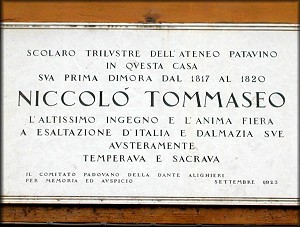 SCOLARO TRILVSTRE DELL'ATENEO PATAVINO
IN QVESTA CASA
SVA PRIMA DIMORA DAL 1817 AL 1820
NICCOLÒ TOMMASEO
L'ALTISSIMO INGEGNO E L'ANIMA FIERA
A ESALTAZIONE D'ITALIA E DALMAZIA SVE
AVSTERAMENTE
TEMPERAVA E SACRAVA
IL COMITATO PADOVANO DELLA DANTE ALIGHIERI
PER MEMORIA ED AVSPICIO SETTEMBRE 1925